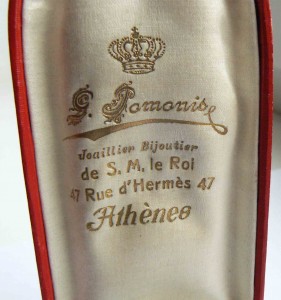 G. Pomonis
Joaillier Bijoutier
de S. M. le Roi
47 Rue d'Hermès 47
Athènes